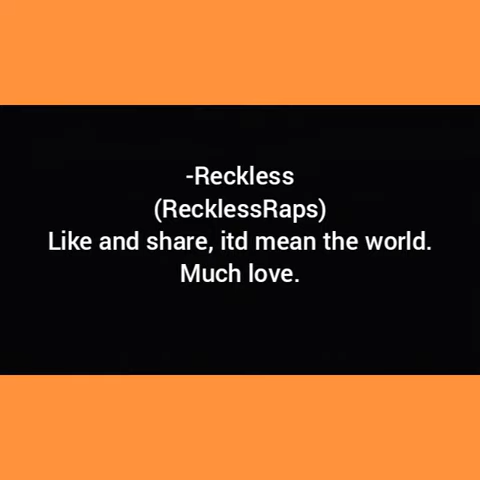 -Reckless
(RecklessRaps)
Like and share, itd mean the world.
Much love.